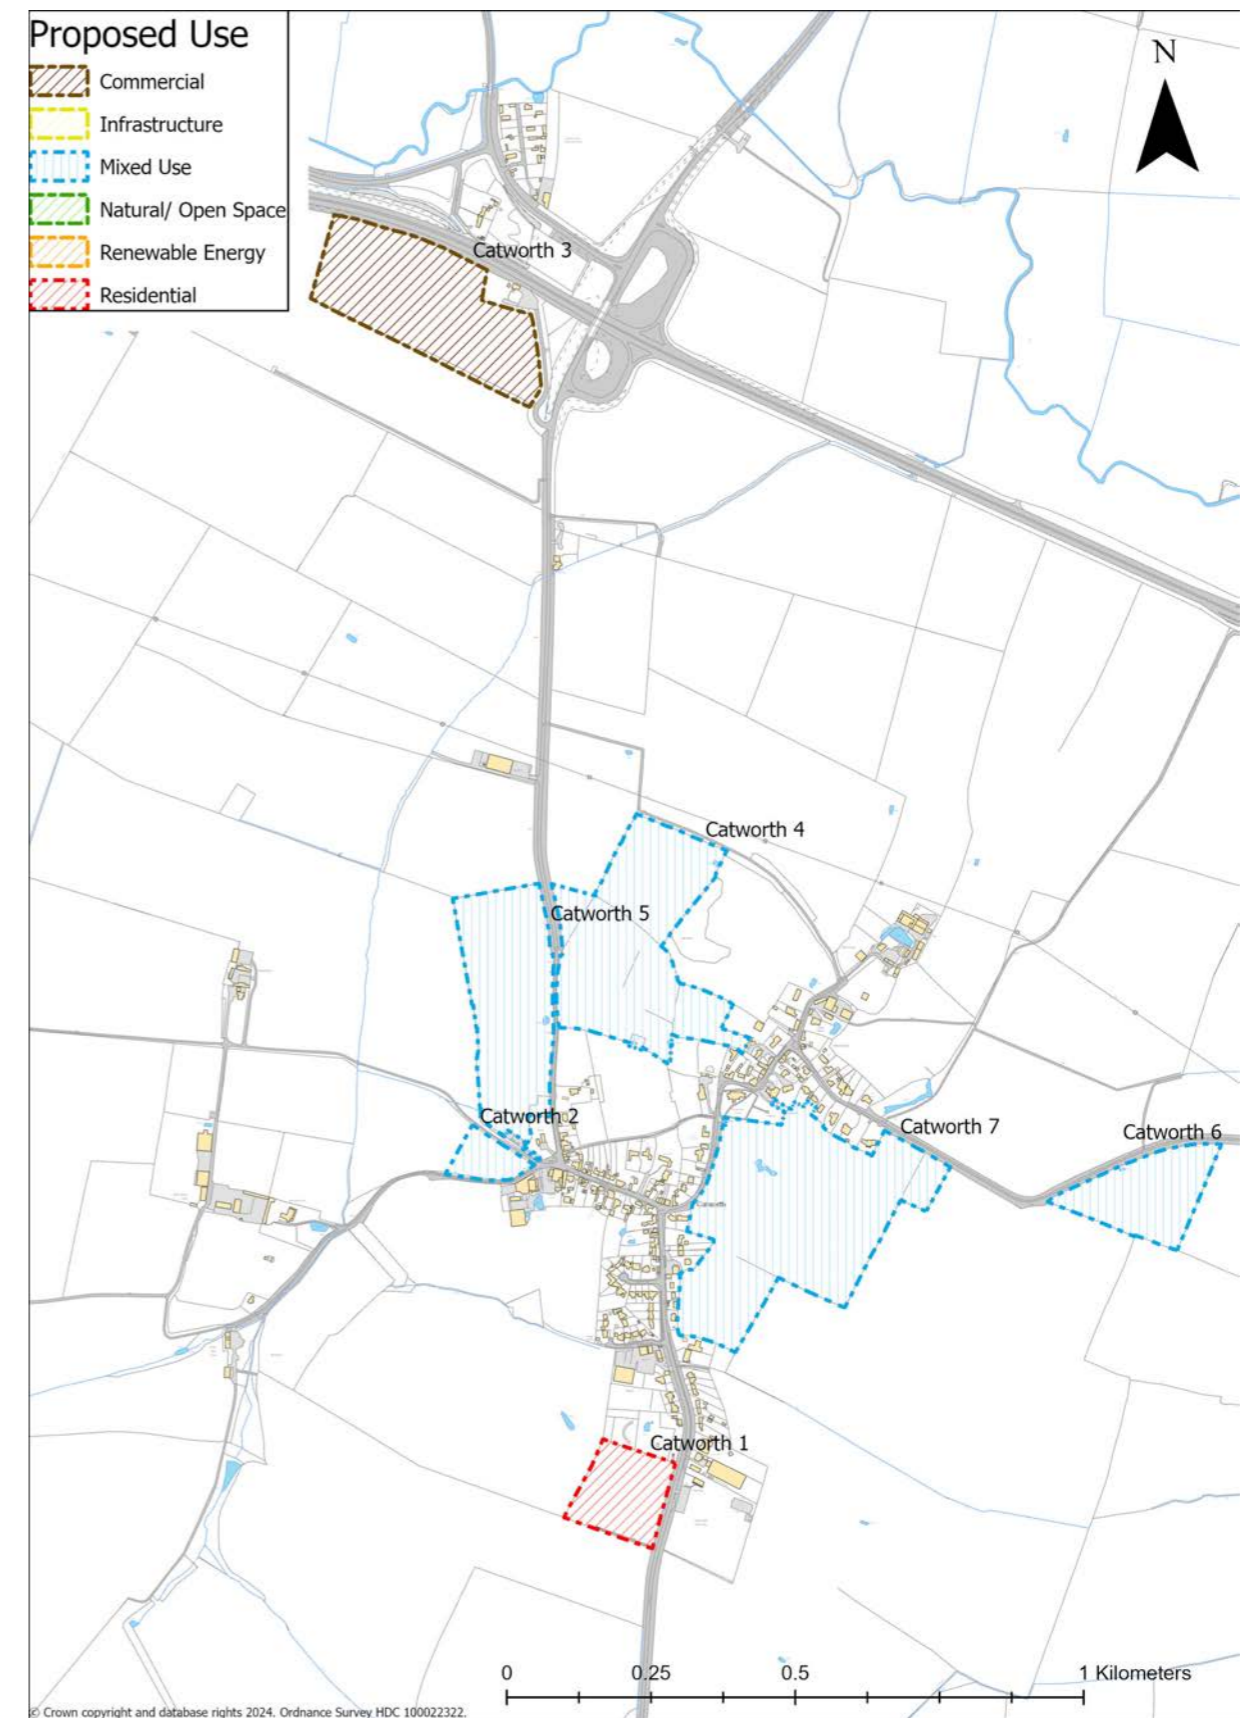 Proposed Use
Commercial
Infrastructure
Mixed Use
Natural/ Open Space
Renewable Energy
Residential
N
Catworth 3
Catworth 4
Catworth 5
Catworth 2
Catworth 7
Catworth 6
Catworth 1
0 0.25 0.5 1 Kilometers
© Crown copyright and database rights 2024. Ordnance Survey HDC 100022322.